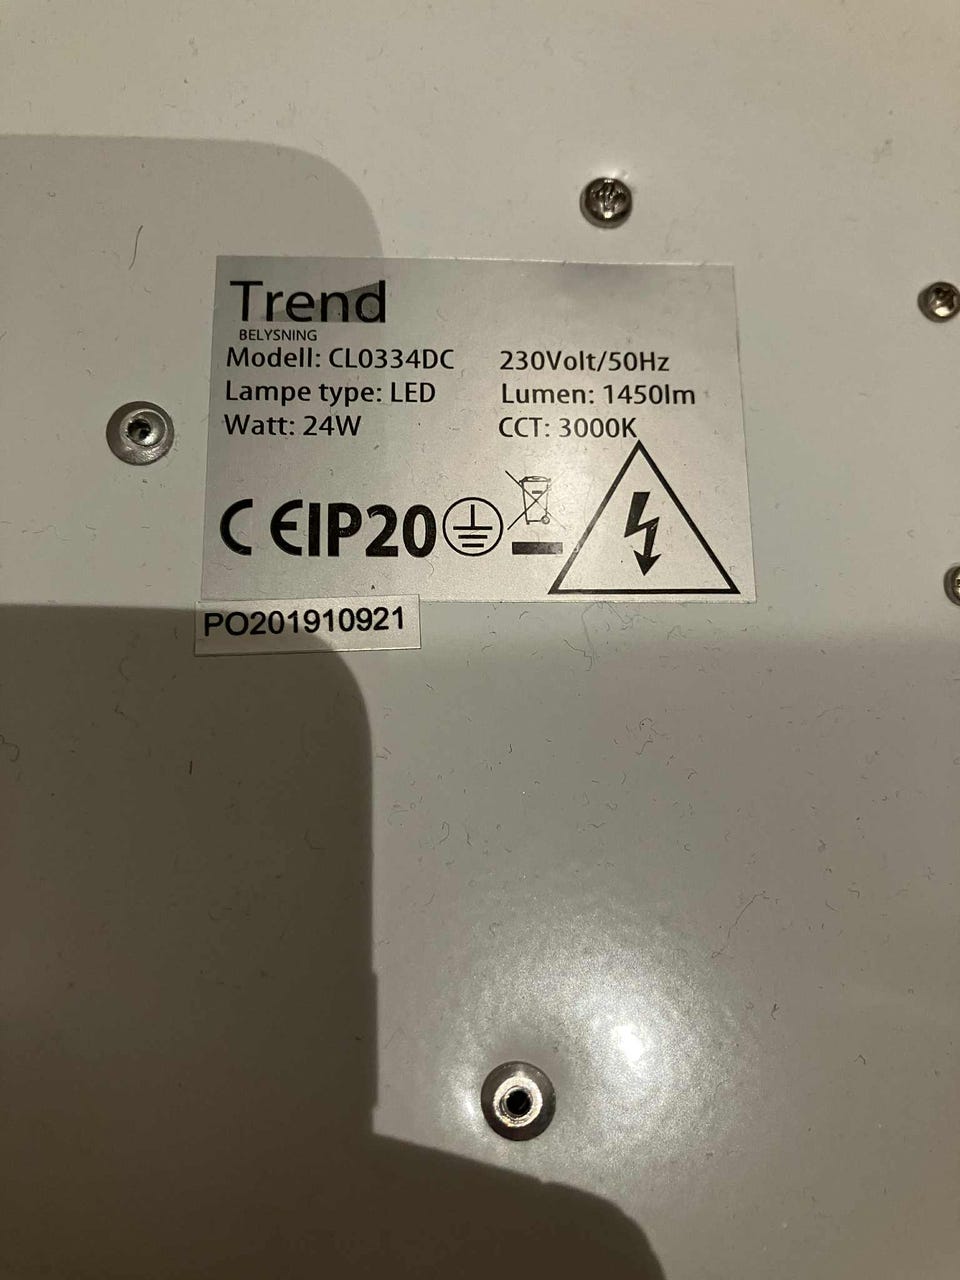 Trend
BELYSNING
Modell: CL0334DC 230Volt/50Hz
Lampe type: LED Lumen: 1450lm
Watt: 24W CCT: 3000K
CE IP20
PO201910921